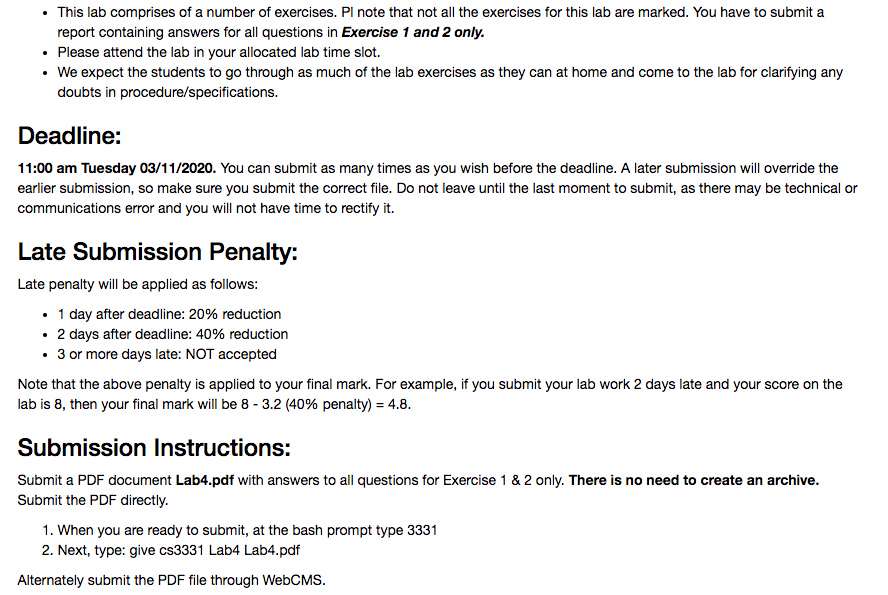 • This lab comprises of a number of exercises. Pl note that not all the exercises for this lab are marked. You have to submit a
report containing answers for all questions in Exercise 1 and 2 only.
• Please attend the lab in your allocated lab time slot.
• We expect the students to go through as much of the lab exercises as they can at home and come to the lab for clarifying any
doubts in procedure/specifications.
Deadline:
11:00 am Tuesday 03/11/2020. You can submit as many times as you wish before the deadline. A later submission will override the
earlier submission, so make sure you submit the correct file. Do not leave until the last moment to submit, as there may be technical or
communications error and you will not have time to rectify it.
Late Submission Penalty:
Late penalty will be applied as follows:
• 1 day after deadline: 20% reduction
• 2 days after deadline: 40% reduction
• 3 or more days late: NOT accepted
Note that the above penalty is applied to your final mark. For example, if you submit your lab work 2 days late and your score on the
lab is 8, then your final mark will be 8 - 3.2 (40% penalty) = 4.8.
Submission Instructions:
Submit a PDF document Lab4.pdf with answers to all questions for Exercise 1 & 2 only. There is no need to create an archive.
Submit the PDF directly.
1. When you are ready to submit, at the bash prompt type 3331
2. Next, type: give cs3331 Lab4 Lab4.pdf
Alternately submit the PDF file through WebCMS.